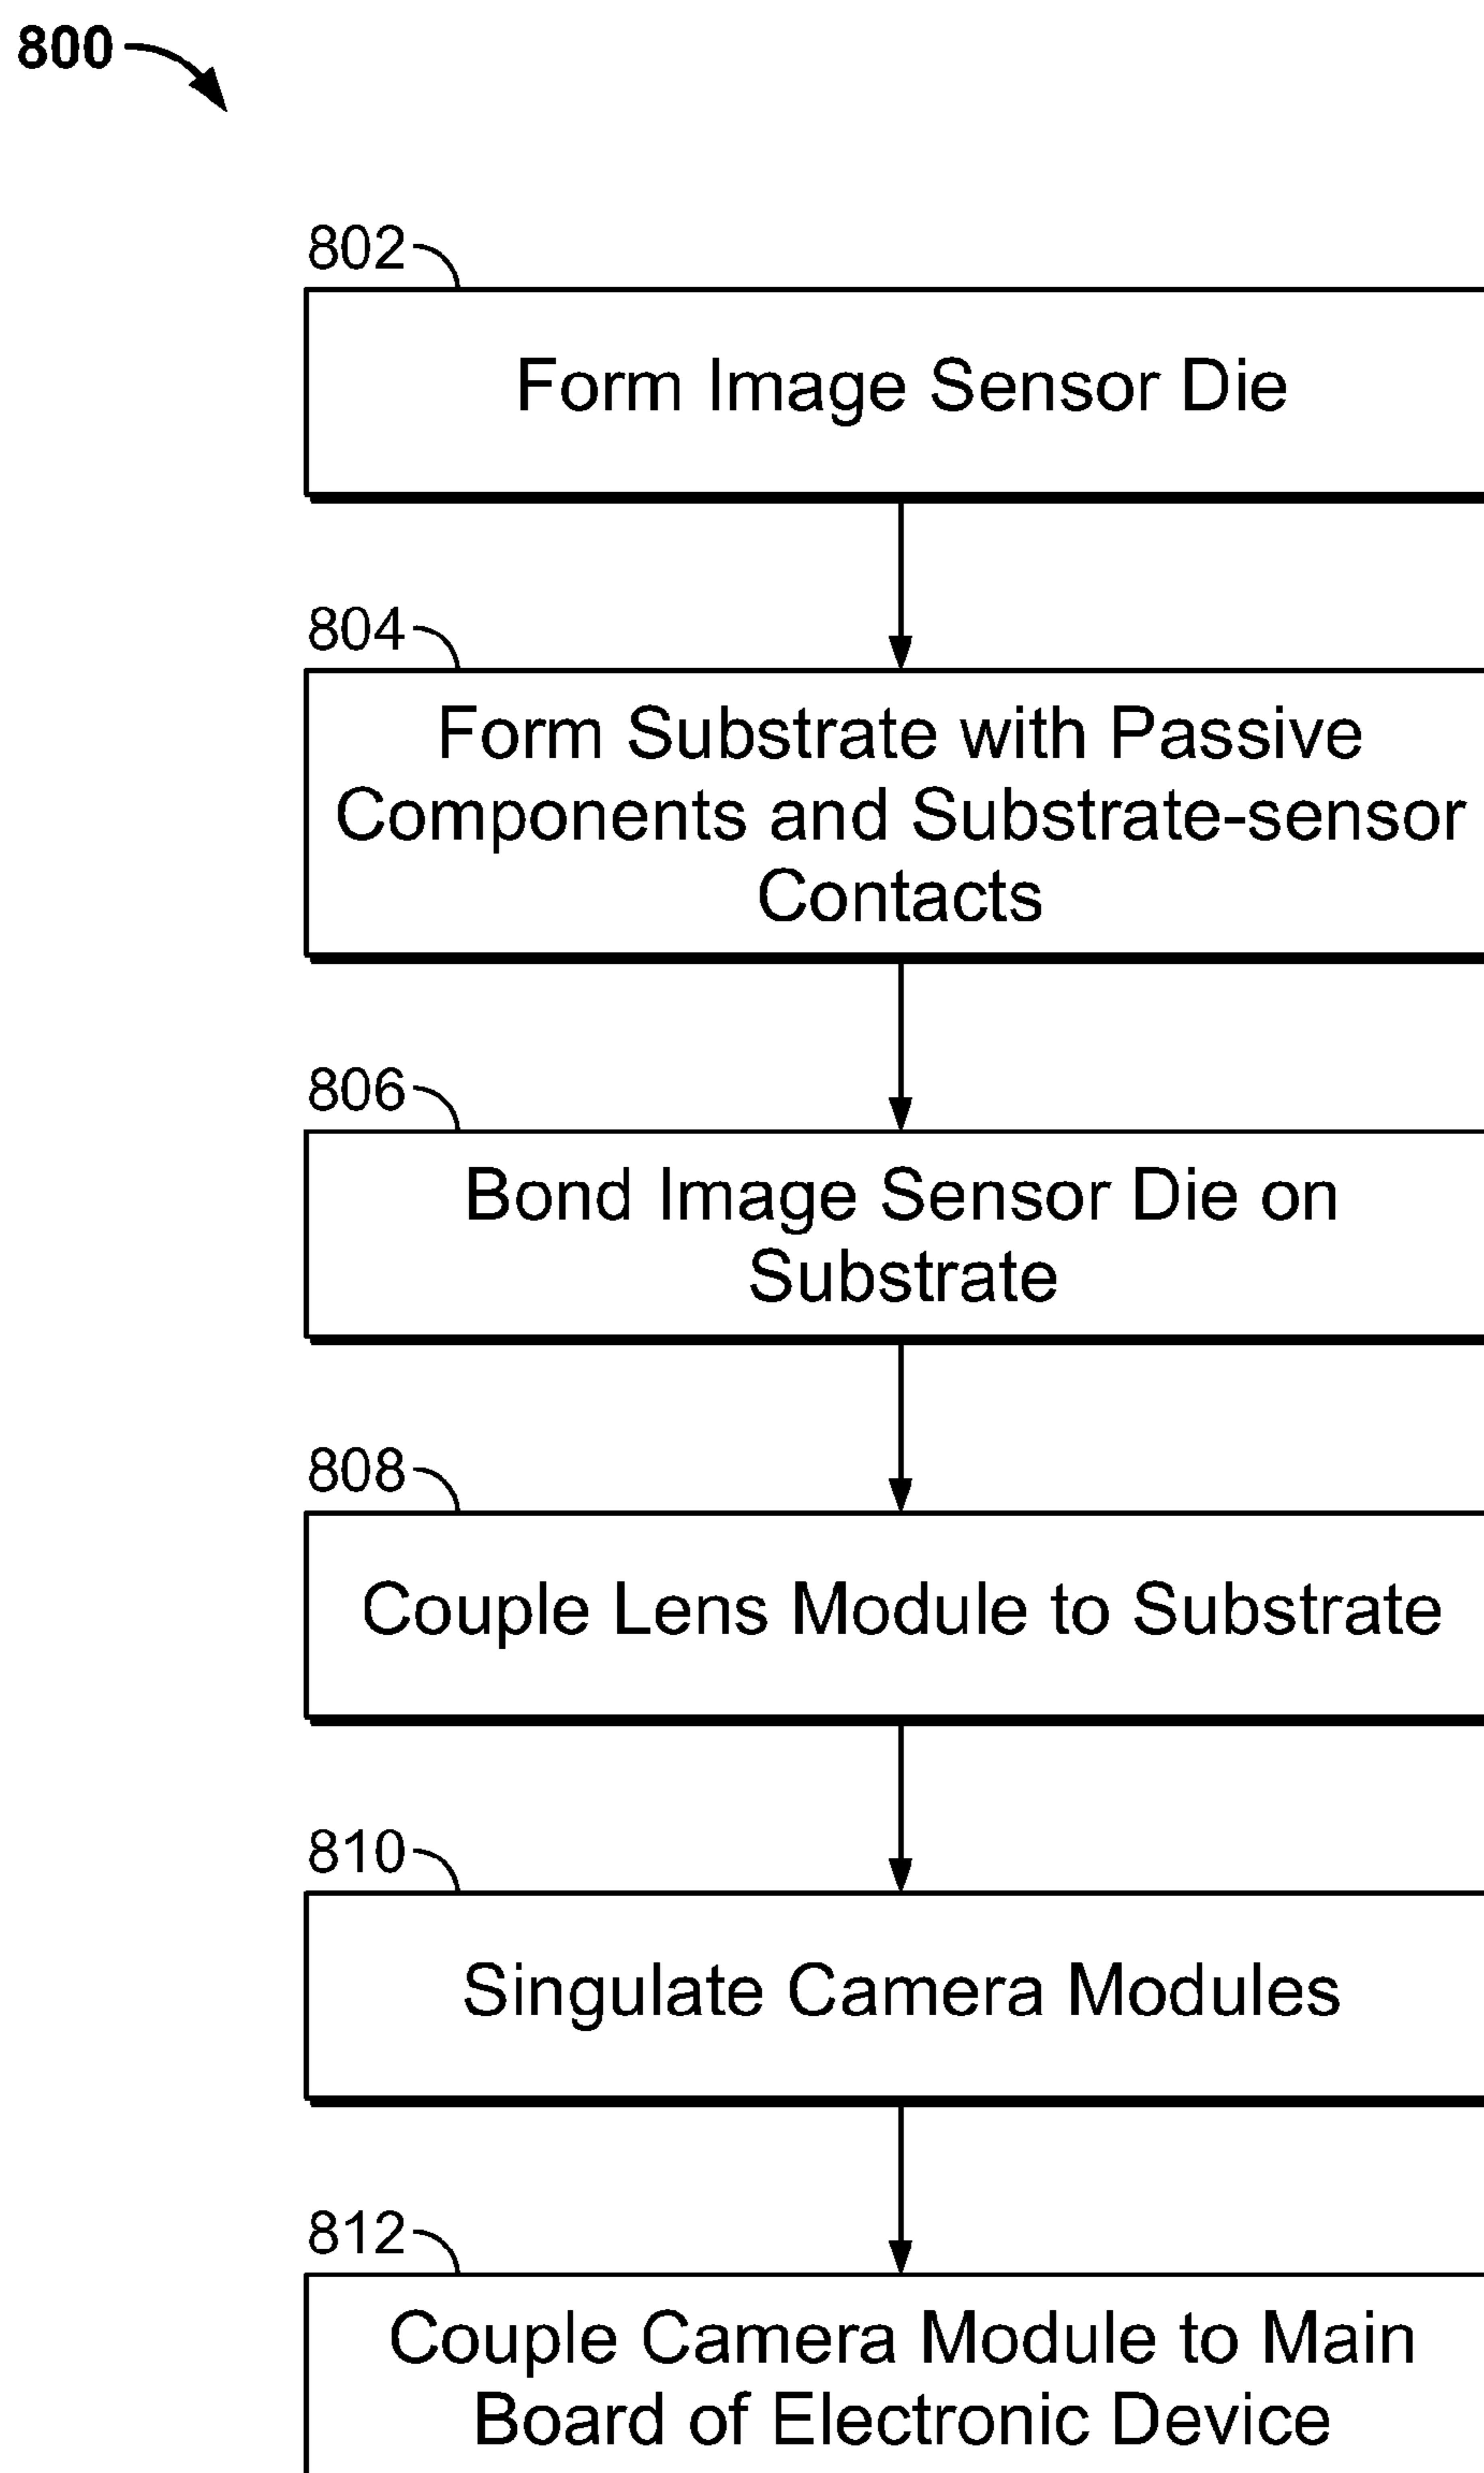 800
802
Form Image Sensor Die
804
Form Substrate with Passive
Components and Substrate-sensor
Contacts
806
Bond Image Sensor Die on
Substrate
808
Couple Lens Module to Substrate
810
Singulate Camera Modules
812
Couple Camera Module to Main
Board of Electronic Device